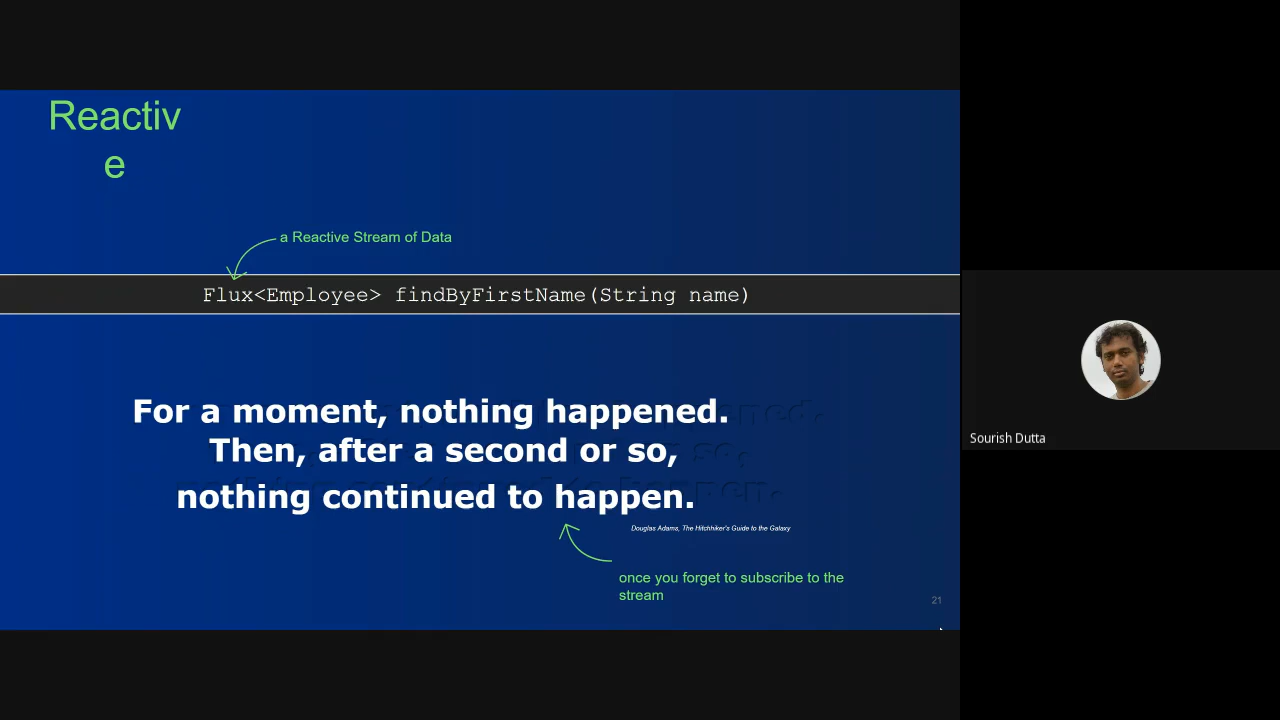 Reactiv
e
a Reactive Stream of Data
Flux<Employee> findByFirstName(String name)
For a moment, nothing happened.
Then, after a second or so,
nothing continued to happen.
Douglas Adams, The Hitchhiker's Guide to the Galaxy
once you forget to subscribe to the
stream
21
Sourish Dutta